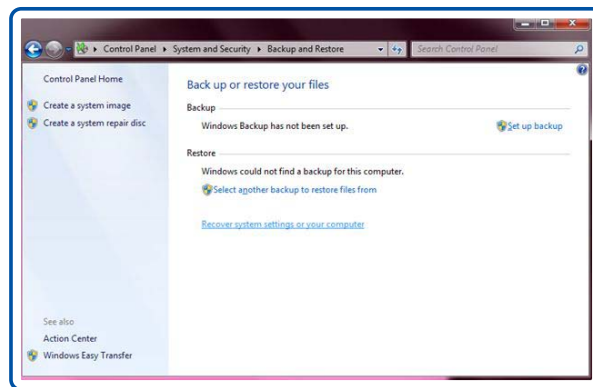 Control Panel ▸ System and Security ▸ Backup and Restore
Search Control Panel
Control Panel Home
Create a system image
Create a system repair disc
See also
Action Center
Windows Easy Transfer
Back up or restore your files
Backup
Windows Backup has not been set up.
Set up backup
Restore
Windows could not find a backup for this computer.
Select another backup to restore files from
Recover system settings or your computer